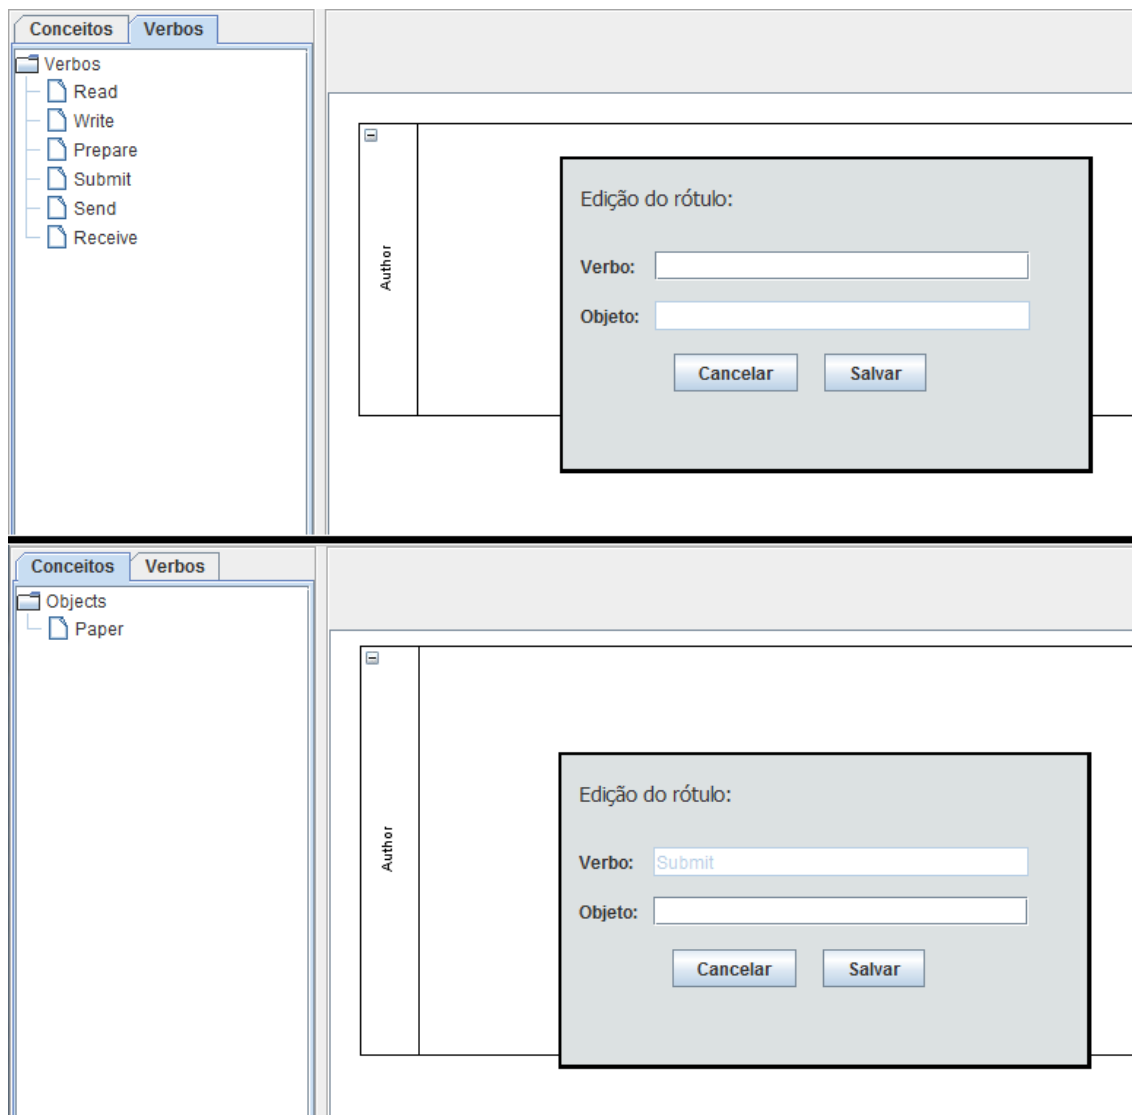 Conceitos Verbos
Verbos
Read
Write
Prepare
Submit
Send
Receive
Author
Edição do rótulo:
Verbo:
Objeto:
Cancelar Salvar
Conceitos Verbos
Objects
Paper
Author
Edição do rótulo:
Verbo: Submit
Objeto:
Cancelar Salvar